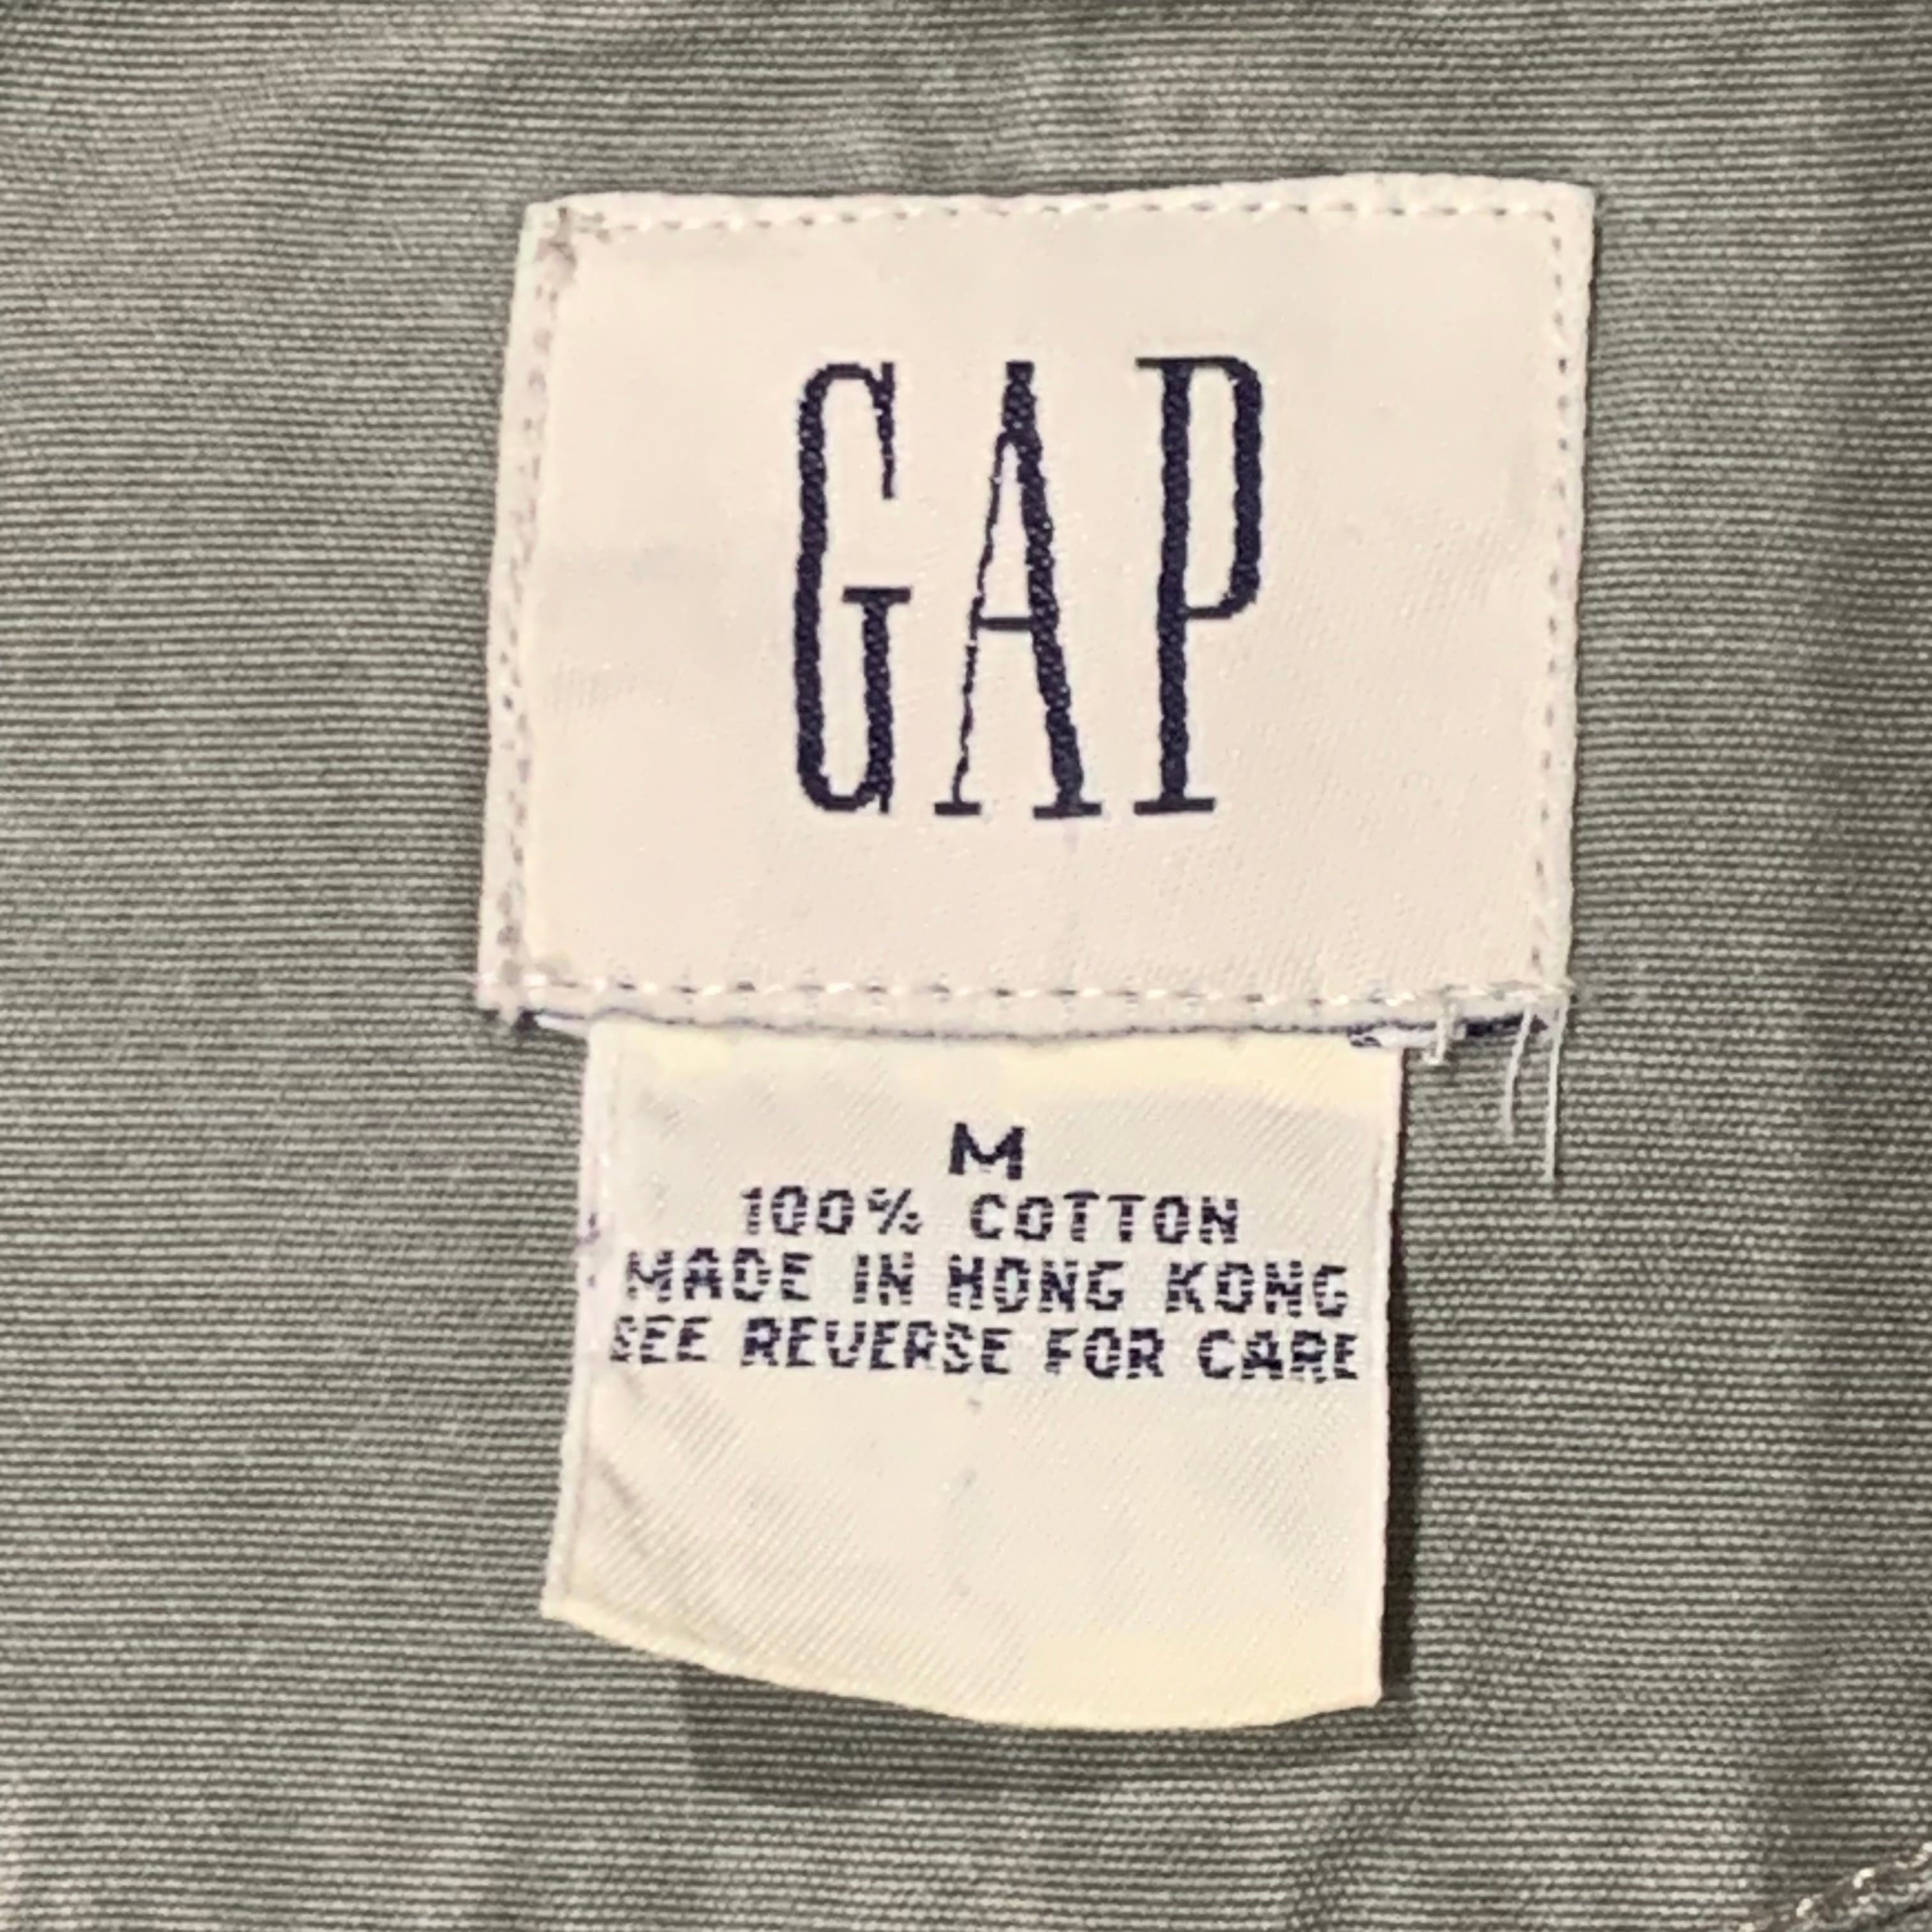 GAP
M
100% COTTON
MADE IN HONG KONG
SEE REVERSE FOR CARE